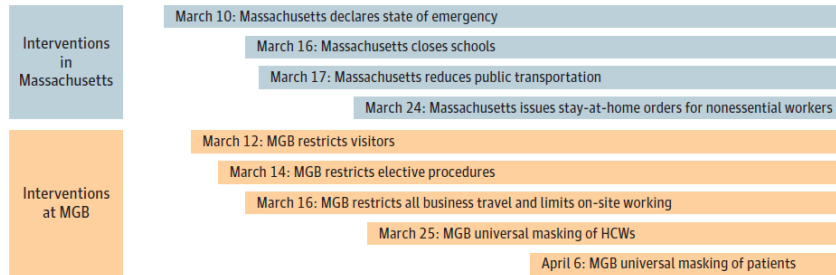 Interventions
in
Massachusetts
March 10: Massachusetts declares state of emergency
March 16: Massachusetts closes schools
March 17: Massachusetts reduces public transportation
March 24: Massachusetts issues stay-at-home orders for nonessential workers
Interventions
at MGB
March 12: MGB restricts visitors
March 14: MGB restricts elective procedures
March 16: MGB restricts all business travel and limits on-site working
March 25: MGB universal masking of HCWs
April 6: MGB universal masking of patients